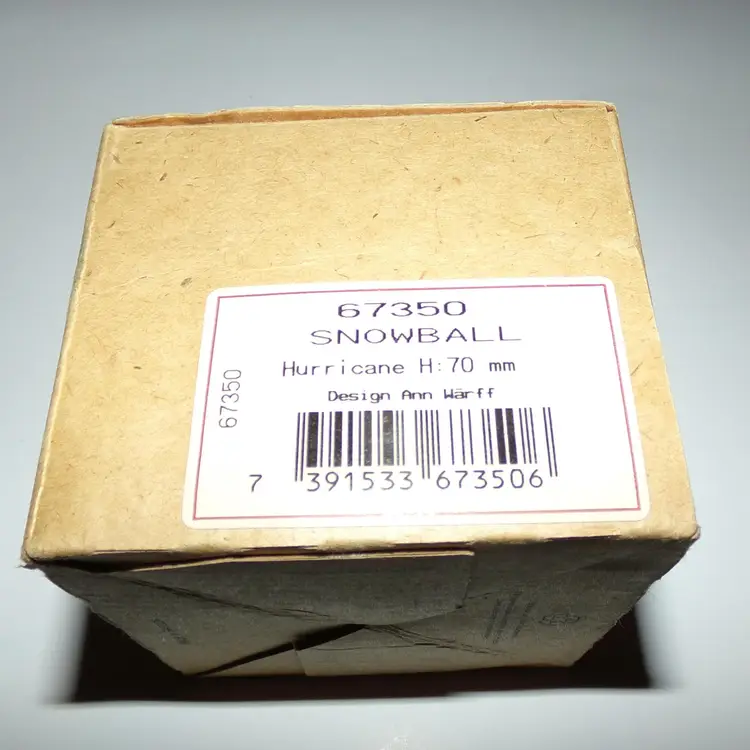 67350
SNOWBALL
Hurricane H:70 mm
Design Ann Wärff
67350
7 391533 673506